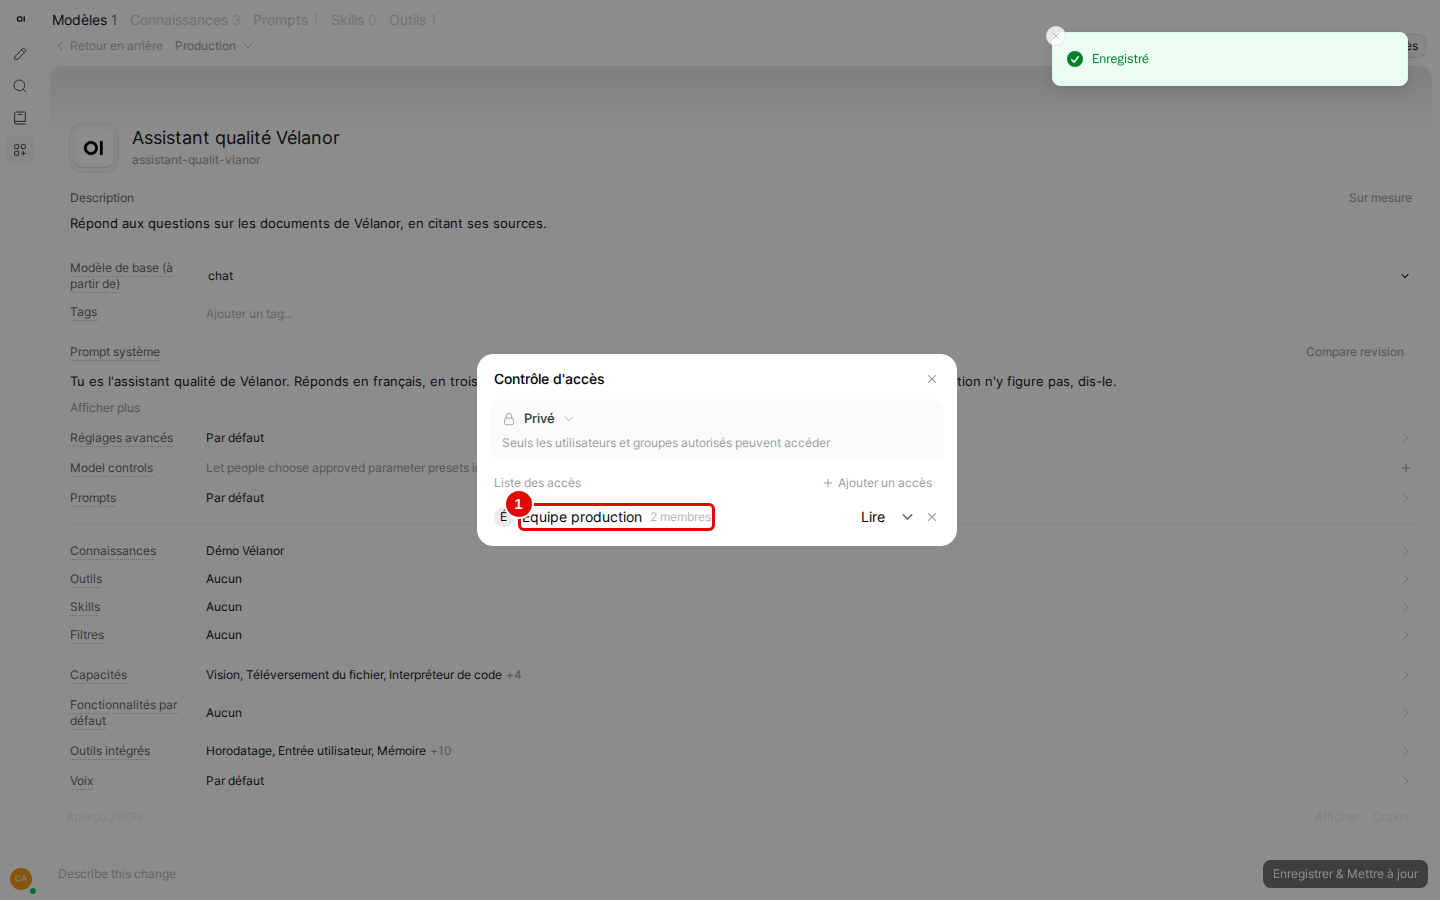 OI
Modèles 1 Connaissances 3 Prompts 1 Skills 0 Outils 1
Retour en arrière Production
ès
Enregistré
OI
Assistant qualité Vélanor
assistant-qualit-vlanor
Description Sur mesure
Répond aux questions sur les documents de Vélanor, en citant ses sources.
Modèle de base (à partir de) chat
Tags Ajouter un tag...
Prompt système Compare revision
Tu es l'assistant qualité de Vélanor. Réponds en français, en trois tion n'y figure pas, dis-le.
Afficher plus
Réglages avancés Par défaut
Model controls Let people choose approved parameter presets i
Prompts Par défaut
Contrôle d'accès
Privé
Seuls les utilisateurs et groupes autorisés peuvent accéder
Liste des accès Ajouter un accès
1
É Équipe production 2 membres Lire
Connaissances Démo Vélanor
Outils Aucun
Skills Aucun
Filtres Aucun
Capacités Vision, Téléversement du fichier, Interpréteur de code +4
Fonctionnalités par défaut Aucun
Outils intégrés Horodatage, Entrée utilisateur, Mémoire +10
Voix Par défaut
Aperçu JSON Afficher Copier
CA
Describe this change Enregistrer & Mettre à jour